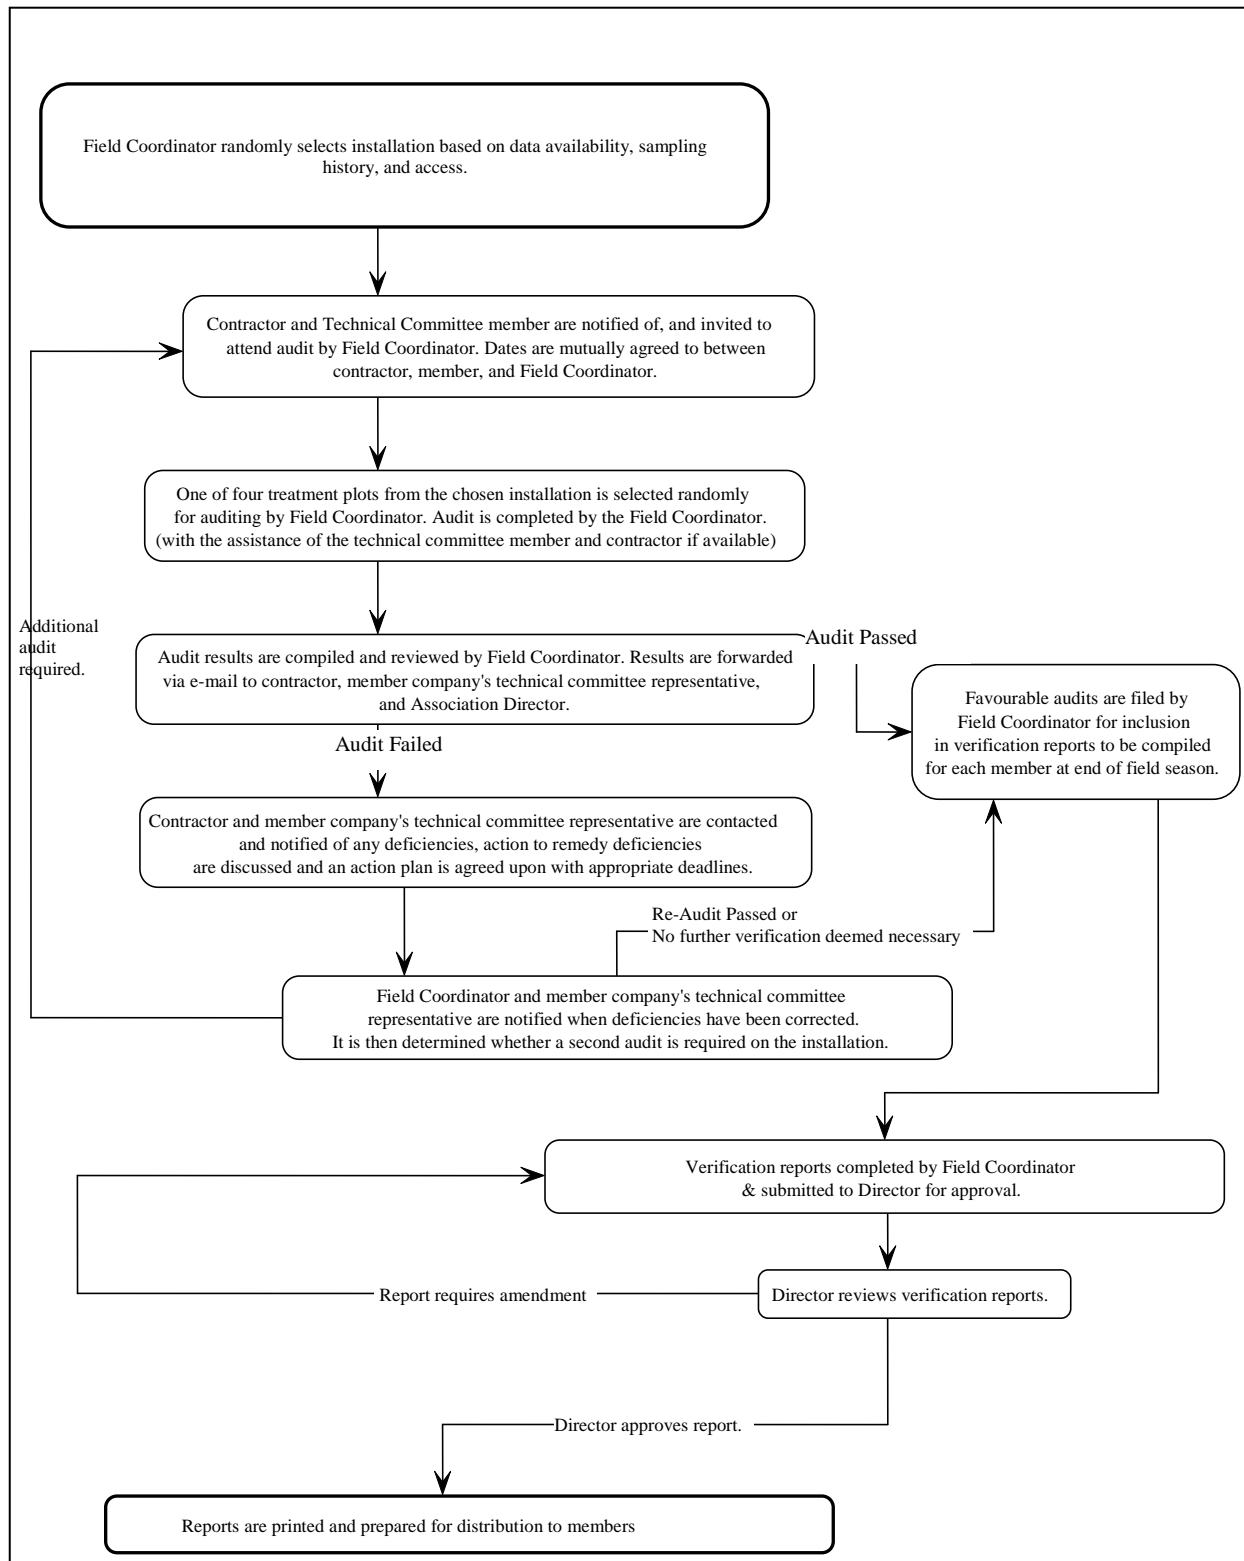 Field Coordinator randomly selects installation based on data availability, sampling
history, and access.
Contractor and Technical Committee member are notified of, and invited to
attend audit by Field Coordinator. Dates are mutually agreed to between
contractor, member, and Field Coordinator.
One of four treatment plots from the chosen installation is selected randomly
for auditing by Field Coordinator. Audit is completed by the Field Coordinator.
(with the assistance of the technical committee member and contractor if available)
Additional
audit
required.
Audit results are compiled and reviewed by Field Coordinator. Results are forwarded
via e-mail to contractor, member company's technical committee representative,
and Association Director.
Audit Passed
Favourable audits are filed by
Field Coordinator for inclusion
in verification reports to be compiled
for each member at end of field season.
Audit Failed
Contractor and member company's technical committee representative are contacted
and notified of any deficiencies, action to remedy deficiencies
are discussed and an action plan is agreed upon with appropriate deadlines.
Re-Audit Passed or
No further verification deemed necessary
Field Coordinator and member company's technical committee
representative are notified when deficiencies have been corrected.
It is then determined whether a second audit is required on the installation.
Verification reports completed by Field Coordinator
& submitted to Director for approval.
Report requires amendment
Director reviews verification reports.
Director approves report.
Reports are printed and prepared for distribution to members